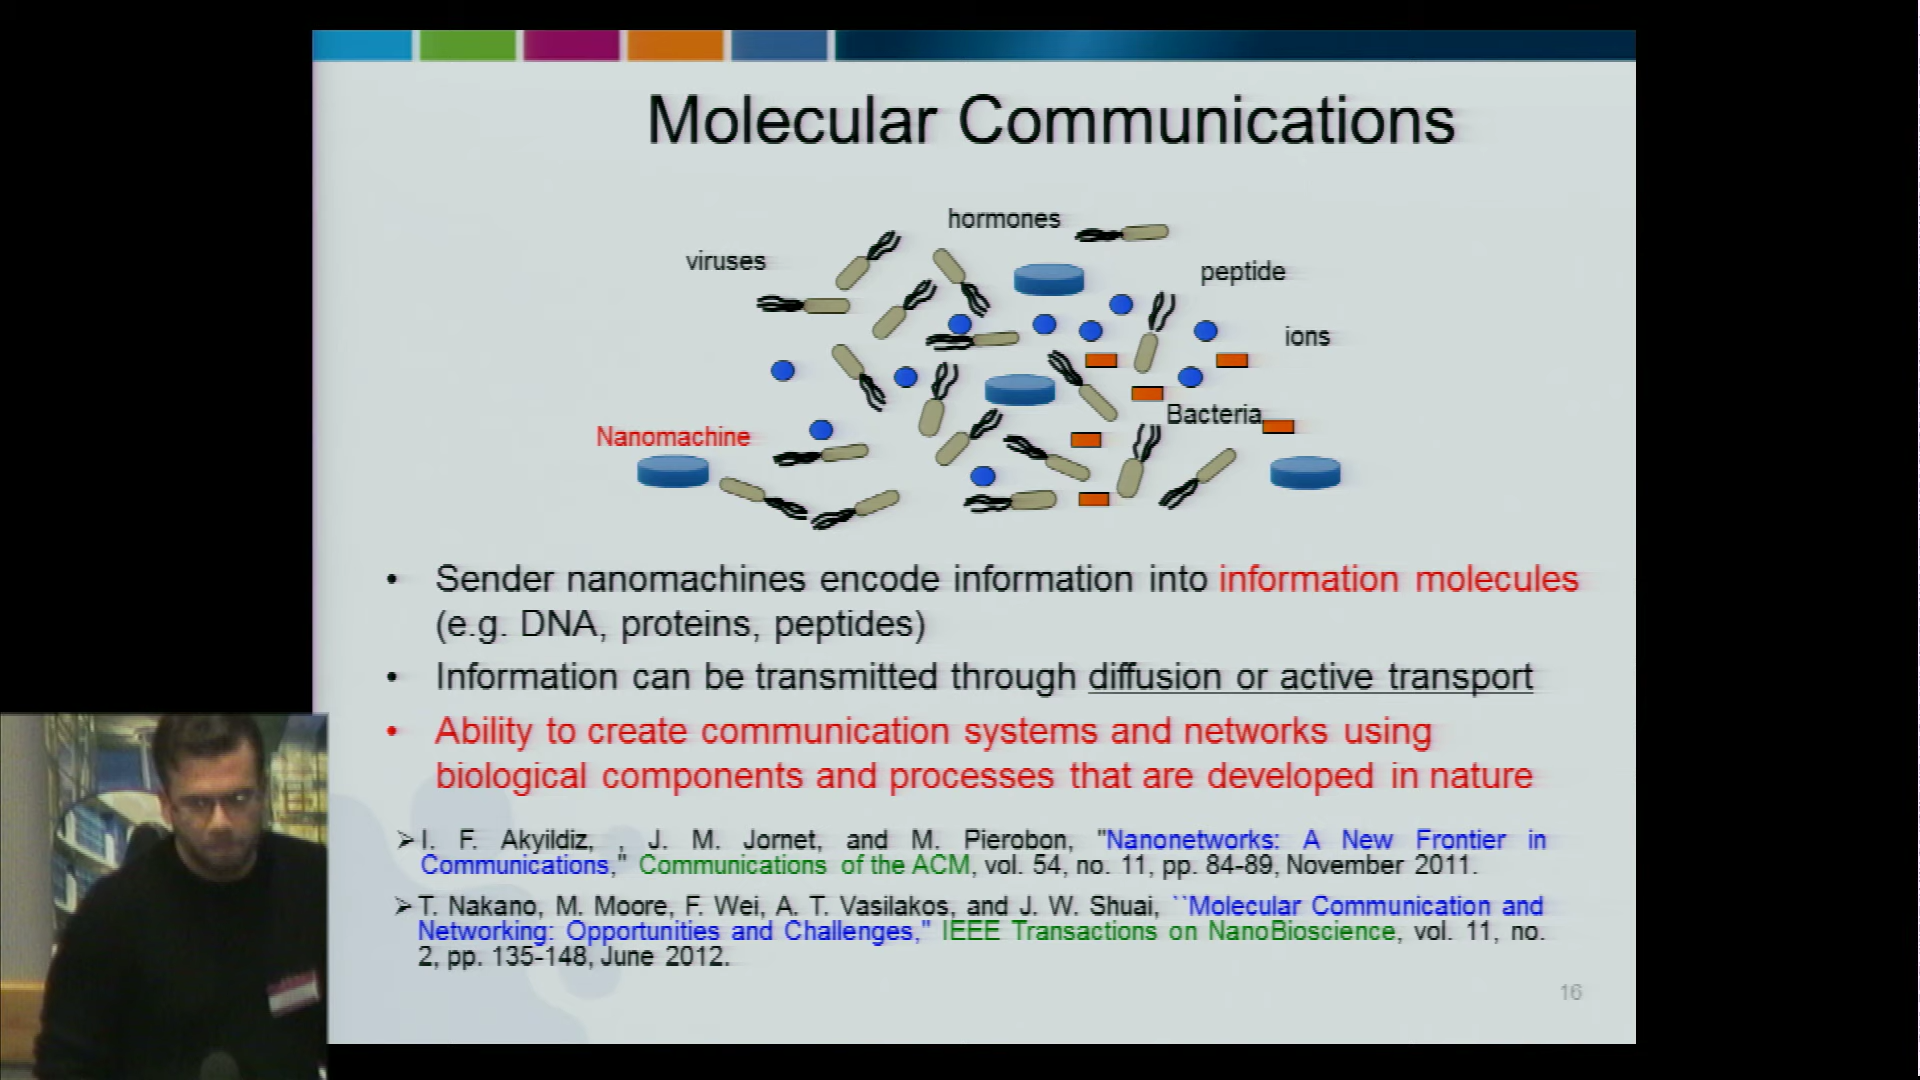 Molecular Communications
hormones
viruses
peptide
ions
Bacteria
Nanomachine
• Sender nanomachines encode information into information molecules
(e.g. DNA, proteins, peptides)
• Information can be transmitted through diffusion or active transport
• Ability to create communication systems and networks using
biological components and processes that are developed in nature
➢ I. F. Akyildiz, , J. M. Jornet, and M. Pierobon, "Nanonetworks: A New Frontier in
Communications," Communications of the ACM, vol. 54, no. 11, pp. 84-89, November 2011.
➢ T. Nakano, M. Moore, F. Wei, A. T. Vasilakos, and J. W. Shuai, ``Molecular Communication and
Networking: Opportunities and Challenges," IEEE Transactions on NanoBioscience, vol. 11, no.
2, pp. 135-148, June 2012.
16